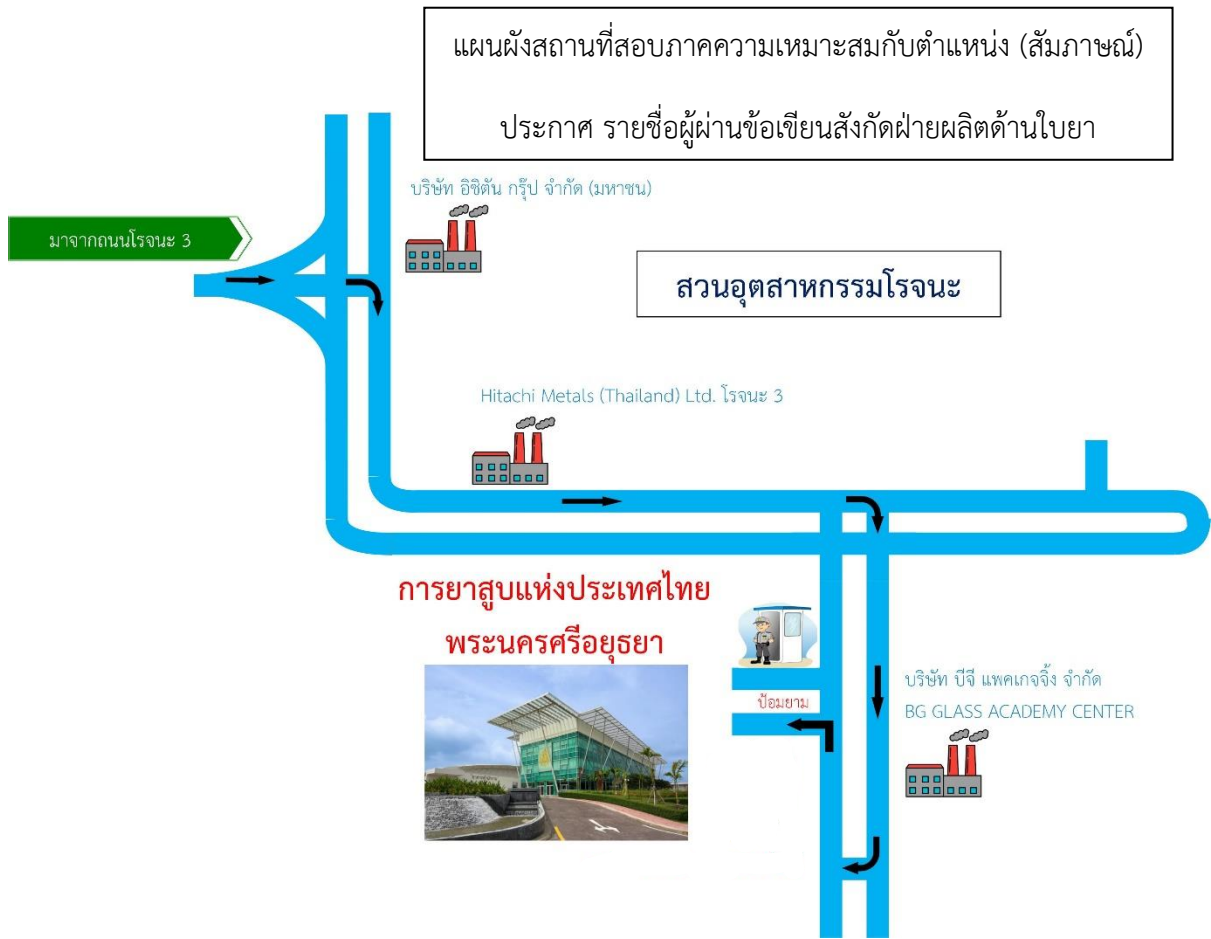 แผนผังสถานที่สอบภาคความเหมาะสมกับตำแหน่ง (สัมภาษณ์)
ประกาศ รายชื่อผู้ผ่านข้อเขียนสังกัดฝ่ายผลิตด้านใบยา
บริษัท อิชิตัน กรุ๊ป จำกัด (มหาชน)
มาจากถนนโรจนะ 3
สวนอุตสาหกรรมโรจนะ
Hitachi Metals (Thailand) Ltd. โรจนะ 3
การยาสูบแห่งประเทศไทย
พระนครศรีอยุธยา
ป้อมยาม
บริษัท บีจี แพคเกจจิ้ง จำกัด
BG GLASS ACADEMY CENTER